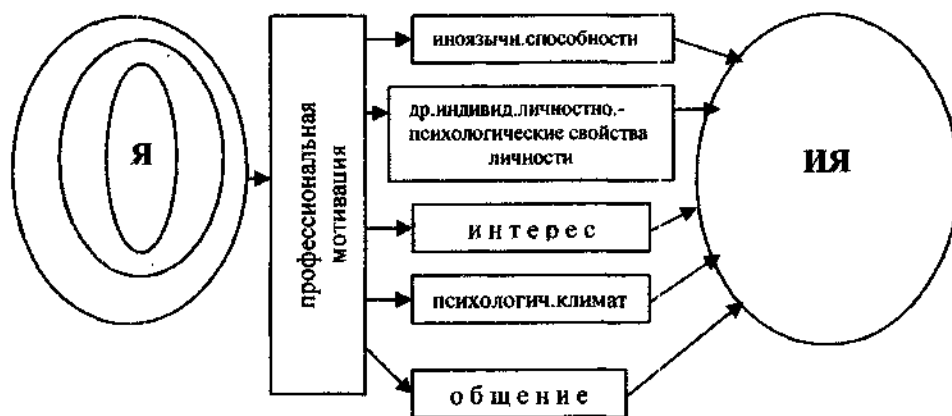 Я
профессиональная
мотивация
иноязычн.способности
др.индивид.личностно.-
психологические свойства
личности
интерес
психологич.климат
общение
ИЯ